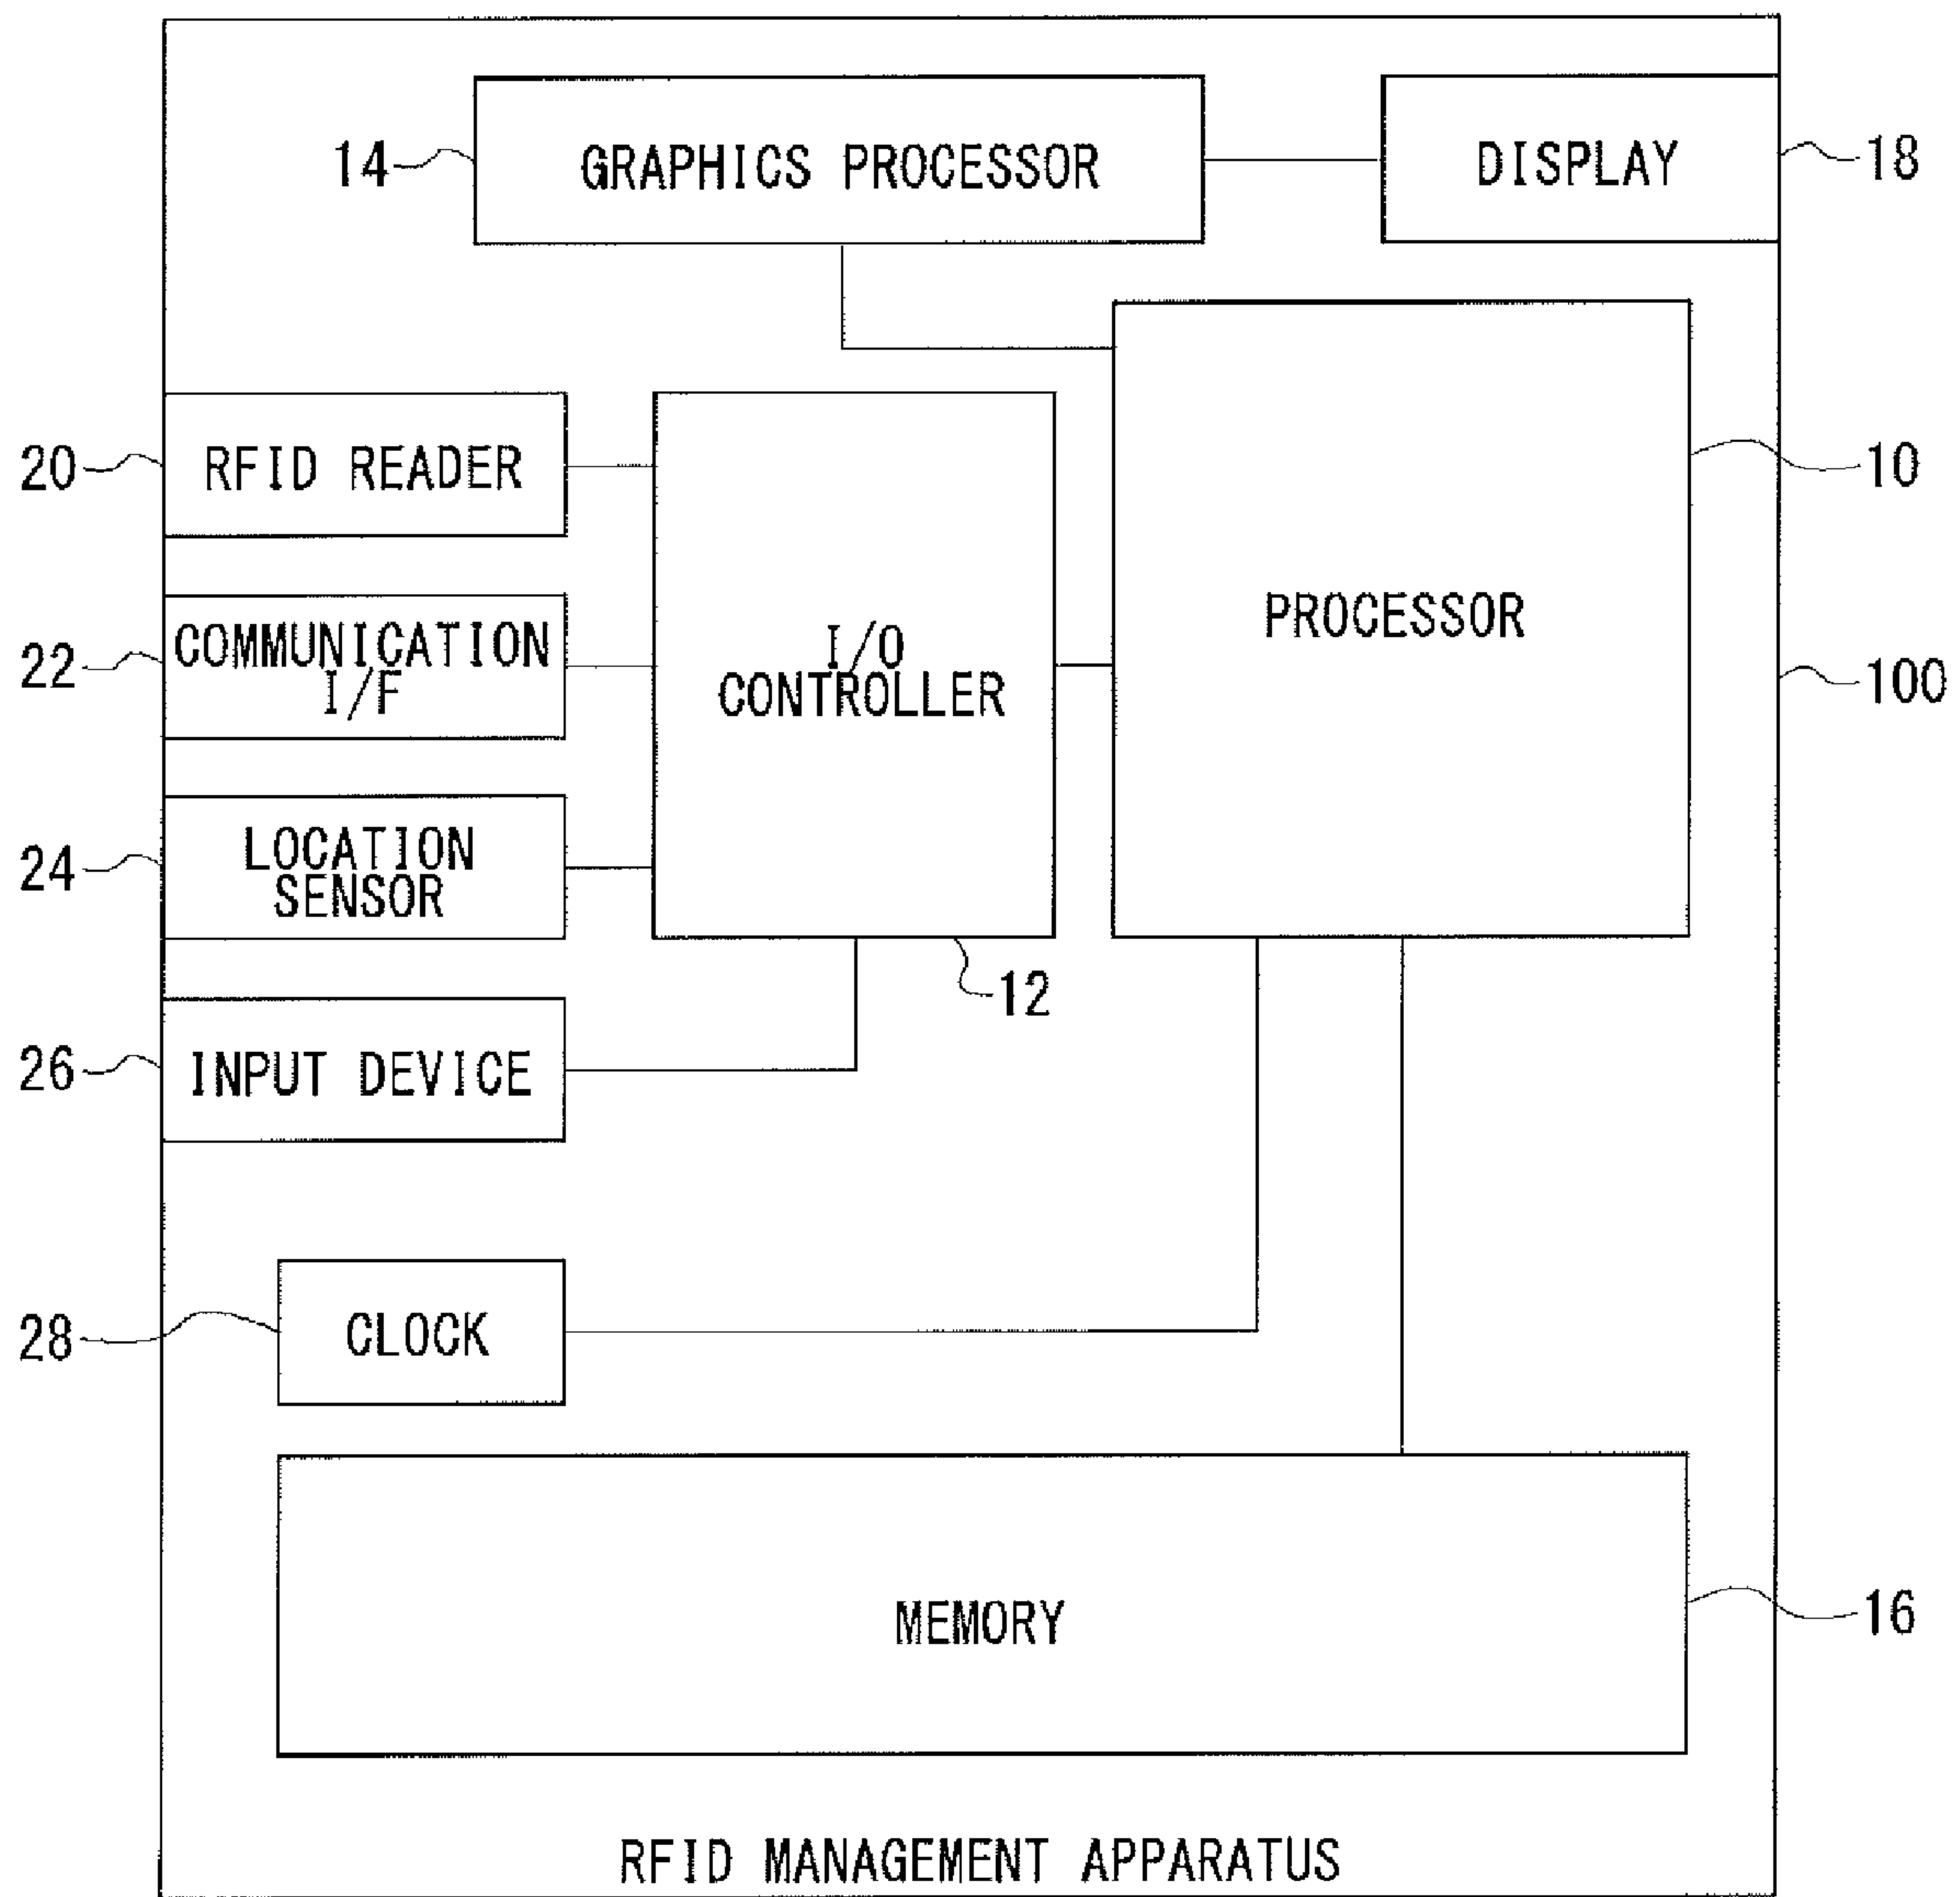 14
GRAPHICS PROCESSOR
DISPLAY
18
20
RFID READER
10
PROCESSOR
22
COMMUNICATION
I/F
I/O
CONTROLLER
100
24
LOCATION
SENSOR
12
26
INPUT DEVICE
28
CLOCK
MEMORY
16
RFID MANAGEMENT APPARATUS